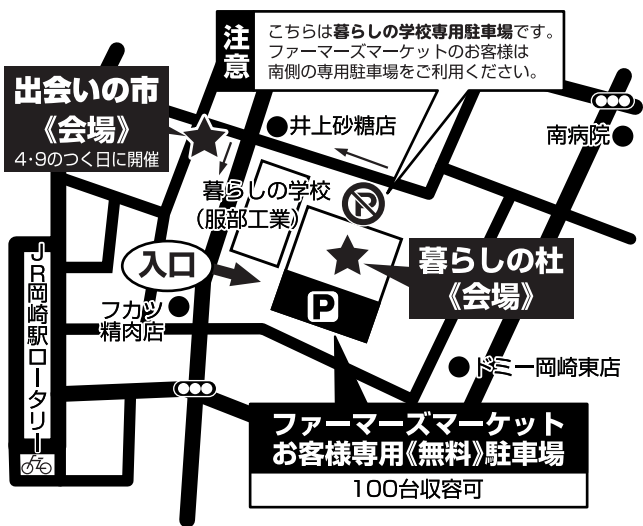 注意
こちらは暮らしの学校専用駐車場です。
ファーマーズマーケットのお客様は
南側の専用駐車場をご利用ください。
出会いの市
《会場》
4・9のつく日に開催
井上砂糖店
南病院
暮らしの学校
(服部工業)
P
入口
暮らしの杜
《会場》
P
フカツ
精肉店
JR岡崎駅ロータリー
ドミー岡崎東店
ファーマーズマーケット
お客様専用《無料》駐車場
100台収容可